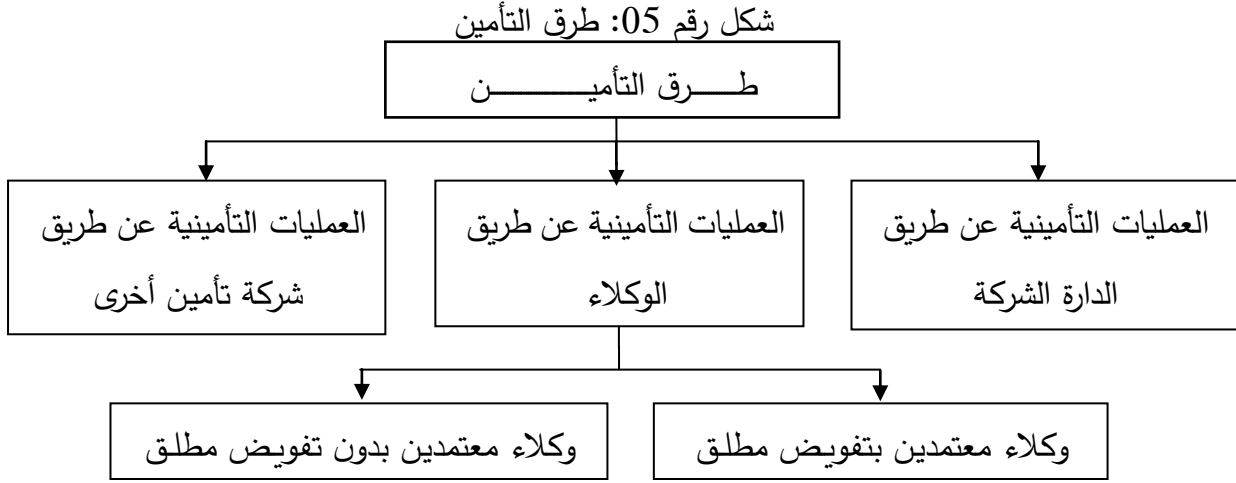 شكل رقم 05: طرق التأمين
طـــرق التأميـــــــن
العمليات التأمينية عن طريق
الدارة الشركة
العمليات التأمينية عن طريق
الوكلاء
العمليات التأمينية عن طريق
شركة تأمين أخرى
وكلاء معتمدين بتفويض مطلق
وكلاء معتمدين بدون تفويض مطلق